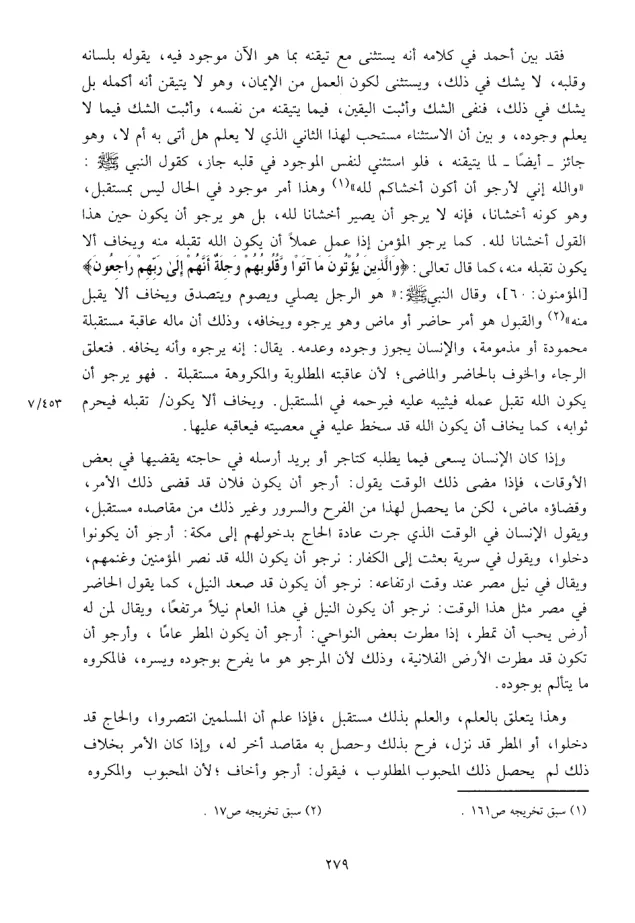 فقد بين أحمد في كلامه أنه يستثنى مع تيقنه بما هو الآن موجود فيه، يقوله بلسانه
وقلبه، لا يشك في ذلك، ويستثنى لكون العمل من الإيمان، وهو لا يتيقن أنه أكمله بل
يشك في ذلك، فنفى الشك وأثبت اليقين، فيما يتيقنه من نفسه، وأثبت الشك فيما لا
يعلم وجوده، و بين أن الاستثناء مستحب لهذا الثاني الذي لا يعلم هل أتى به أم لا، وهو
جائز ـ أيضًا ـ لما يتيقنه ، فلو استثني لنفس الموجود في قلبه جاز، كقول النبي ﷺ :
«والله إني لأرجو أن أكون أخشاكم لله»(١) وهذا أمر موجود في الحال ليس بمستقبل،
وهو كونه أخشانا، فإنه لا يرجو أن يصير أخشانا لله، بل هو يرجو أن يكون حين هذا
القول أخشانا لله. كما يرجو المؤمن إذا عمل عملاً أن يكون الله تقبله منه ويخاف ألا
يكون تقبله منه،كما قال تعالى: ﴿وَالَّذِينَ يُؤْتُونَ مَا آتَوْا وَّقُلُوبُهُمْ وَجِلَةٌ أَنَّهُمْ إِلَىٰ رَبِّهِمْ رَاجِعُونَ﴾
[المؤمنون: ٦٠]، وقال النبي ﷺ:« هو الرجل يصلي ويصوم ويتصدق ويخاف ألا يقبل
منه»(٢) والقبول هو أمر حاضر أو ماض وهو يرجوه ويخافه، وذلك أن ماله عاقبة مستقبلة
محمودة أو مذمومة، والإنسان يجوز وجوده وعدمه. يقال: إنه يرجوه وأنه يخافه. فتعلق
الرجاء والخوف بالحاضر والماضى؛ لأن عاقبته المطلوبة والمكروهة مستقبلة . فهو يرجو أن
يكون الله تقبل عمله فيثيبه عليه فيرحمه في المستقبل. ويخاف ألا يكون/ تقبله فيحرم
٧/٤٥٣
ثوابه، كما يخاف أن يكون الله قد سخط عليه في معصيته فيعاقبه عليها.
وإذا كان الإنسان يسعى فيما يطلبه كتاجر أو بريد أرسله في حاجته يقضيها في بعض
الأوقات، فإذا مضى ذلك الوقت يقول: أرجو أن يكون فلان قد قضى ذلك الأمر،
وقضاؤه ماض، لكن ما يحصل لهذا من الفرح والسرور وغير ذلك من مقاصده مستقبل،
ويقول الإنسان في الوقت الذي جرت عادة الحاج بدخولهم إلى مكة: أرجو أن يكونوا
دخلوا، ويقول في سرية بعثت إلى الكفار: نرجو أن يكون الله قد نصر المؤمنين وغنمهم،
ويقال في نيل مصر عند وقت ارتفاعه: نرجو أن يكون قد صعد النيل، كما يقول الحاضر
في مصر مثل هذا الوقت: نرجو أن يكون النيل في هذا العام نيلاً مرتفعًا، ويقال لمن له
أرض يحب أن تمطر، إذا مطرت بعض النواحي: أرجو أن يكون المطر عامًا ، وأرجو أن
تكون قد مطرت الأرض الفلانية، وذلك لأن المرجو هو ما يفرح بوجوده ويسره، فالمكروه
ما يتألم بوجوده.
وهذا يتعلق بالعلم، والعلم بذلك مستقبل ،فإذا علم أن المسلمين انتصروا، والحاج قد
دخلوا، أو المطر قد نزل، فرح بذلك وحصل به مقاصد أخر له، وإذا كان الأمر بخلاف
ذلك لم يحصل ذلك المحبوب المطلوب ، فيقول: أرجو وأخاف ؛لأن المحبوب والمكروه
(١) سبق تخريجه ص١٦١ . (٢) سبق تخريجه ص١٧ .
٢٧٩